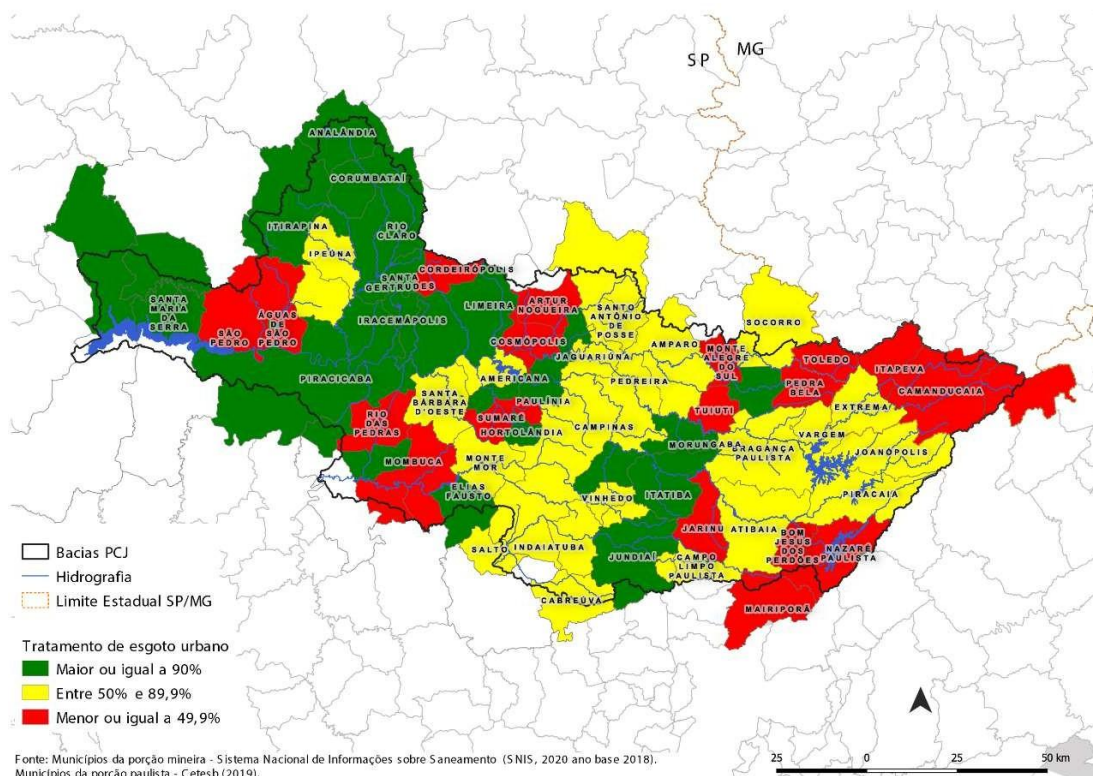 SP
MG
ANALÂNDIA
CORUMBATAÍ
ITIRAPINA
RIO
CLARO
IPEÚNA
CORDEIRÓPOLIS
SANTA
GERTRUDES
SANTA
MARIA
DA
SERRA
SÃO
PEDRO
ÁGUAS
DE
SÃO
PEDRO
IRACEMÁPOLIS
LIMEIRA
ARTUR
NOGUEIRA
COSMÓPOLIS
SANTO
ANTÔNIO
DE
POSSE
SOCORRO
AMPARO
JAGUARIÚNA
MONTE
ALEGRE
DO
SUL
TOLEDO
ITAPEVA
CAMANDUCAIA
PIRACICABA
AMERICANA
PEDREIRA
PEDRA
BELA
SANTA
BÁRBARA
D'OESTE
PAULÍNIA
EXTREMA
RIO
DAS
PEDRAS
SUMARÉ
HORTOLÂNDIA
CAMPINAS
TUIUTI
VARGEM
MORUNGABA
BRAGANÇA
PAULISTA
JOANÓPOLIS
MOMBUCA
MONTE
MOR
ELIAS
FAUSTO
VINHEDO
ITATIBA
PIRACAIA
JARINU
ATIBAIA
BOM
JESUS
DOS
PERDÕES
NAZARÉ
PAULISTA
SALTO
INDAIATUBA
JUNDIAÍ
CAMPO
LIMPO
PAULISTA
CABREÚVA
MAIRIPORÃ
Bacias PCJ
Hidrografia
Limite Estadual SP/MG
Tratamento de esgoto urbano
Maior ou igual a 90%
Entre 50% e 89,9%
Menor ou igual a 49,9%
Fonte: Municípios da porção mineira - Sistema Nacional de Informações sobre Saneamento (SNIS, 2020 ano base 2018).
Municípios da porção paulista - Cetesb (2019).
25 0 25 50 km